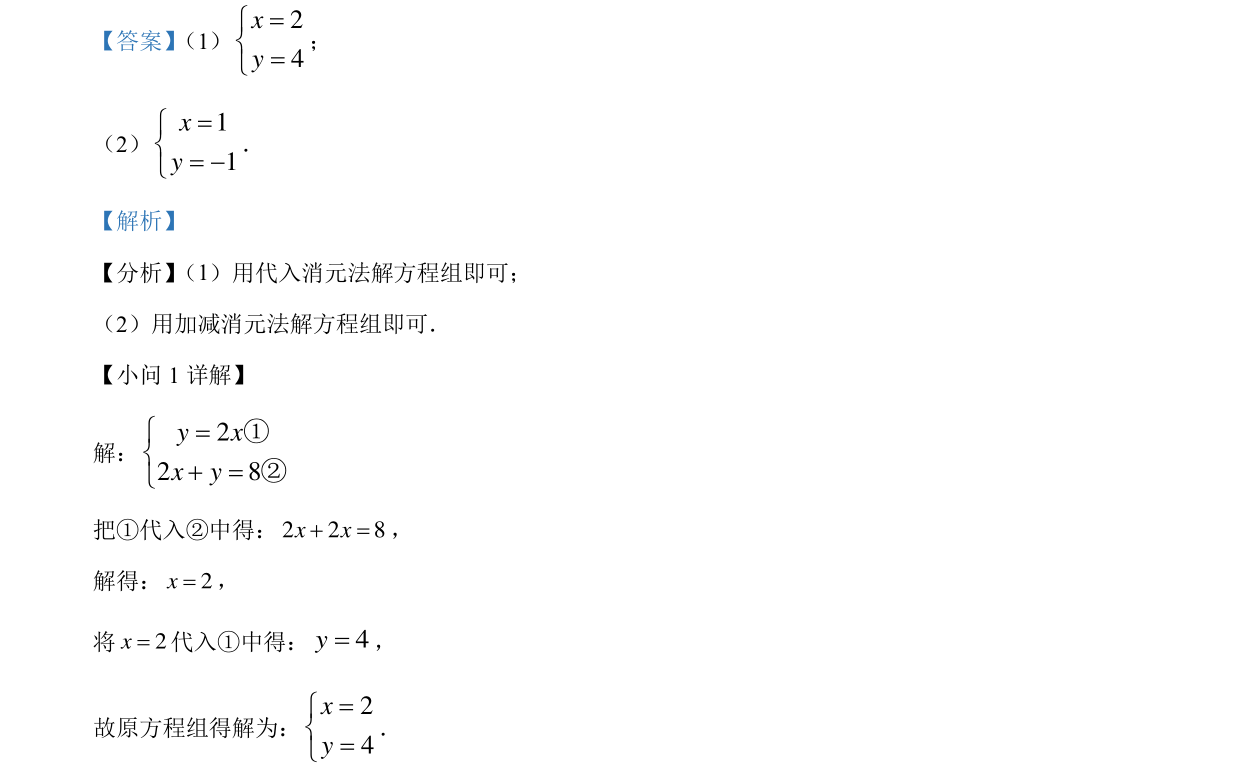 【答案】（1）{x = 2
y = 4；
（2）{x = 1
y = −1．
【解析】
【分析】（1）用代入消元法解方程组即可；
（2）用加减消元法解方程组即可．
【小问 1 详解】
解：{y = 2x①
2x + y = 8②
把①代入②中得：2x + 2x = 8，
解得：x = 2，
将 x = 2 代入①中得：y = 4，
故原方程组得解为：{x = 2
y = 4．